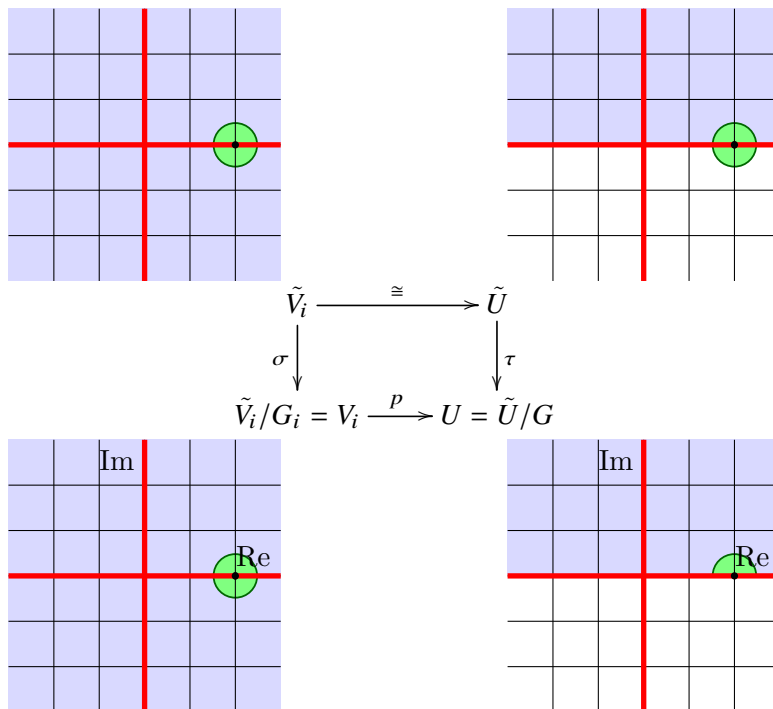 Ṽ_i ≅ Ũ
σ τ
Ṽ_i/G_i = V_i p U = Ũ/G
Im Im
Re Re